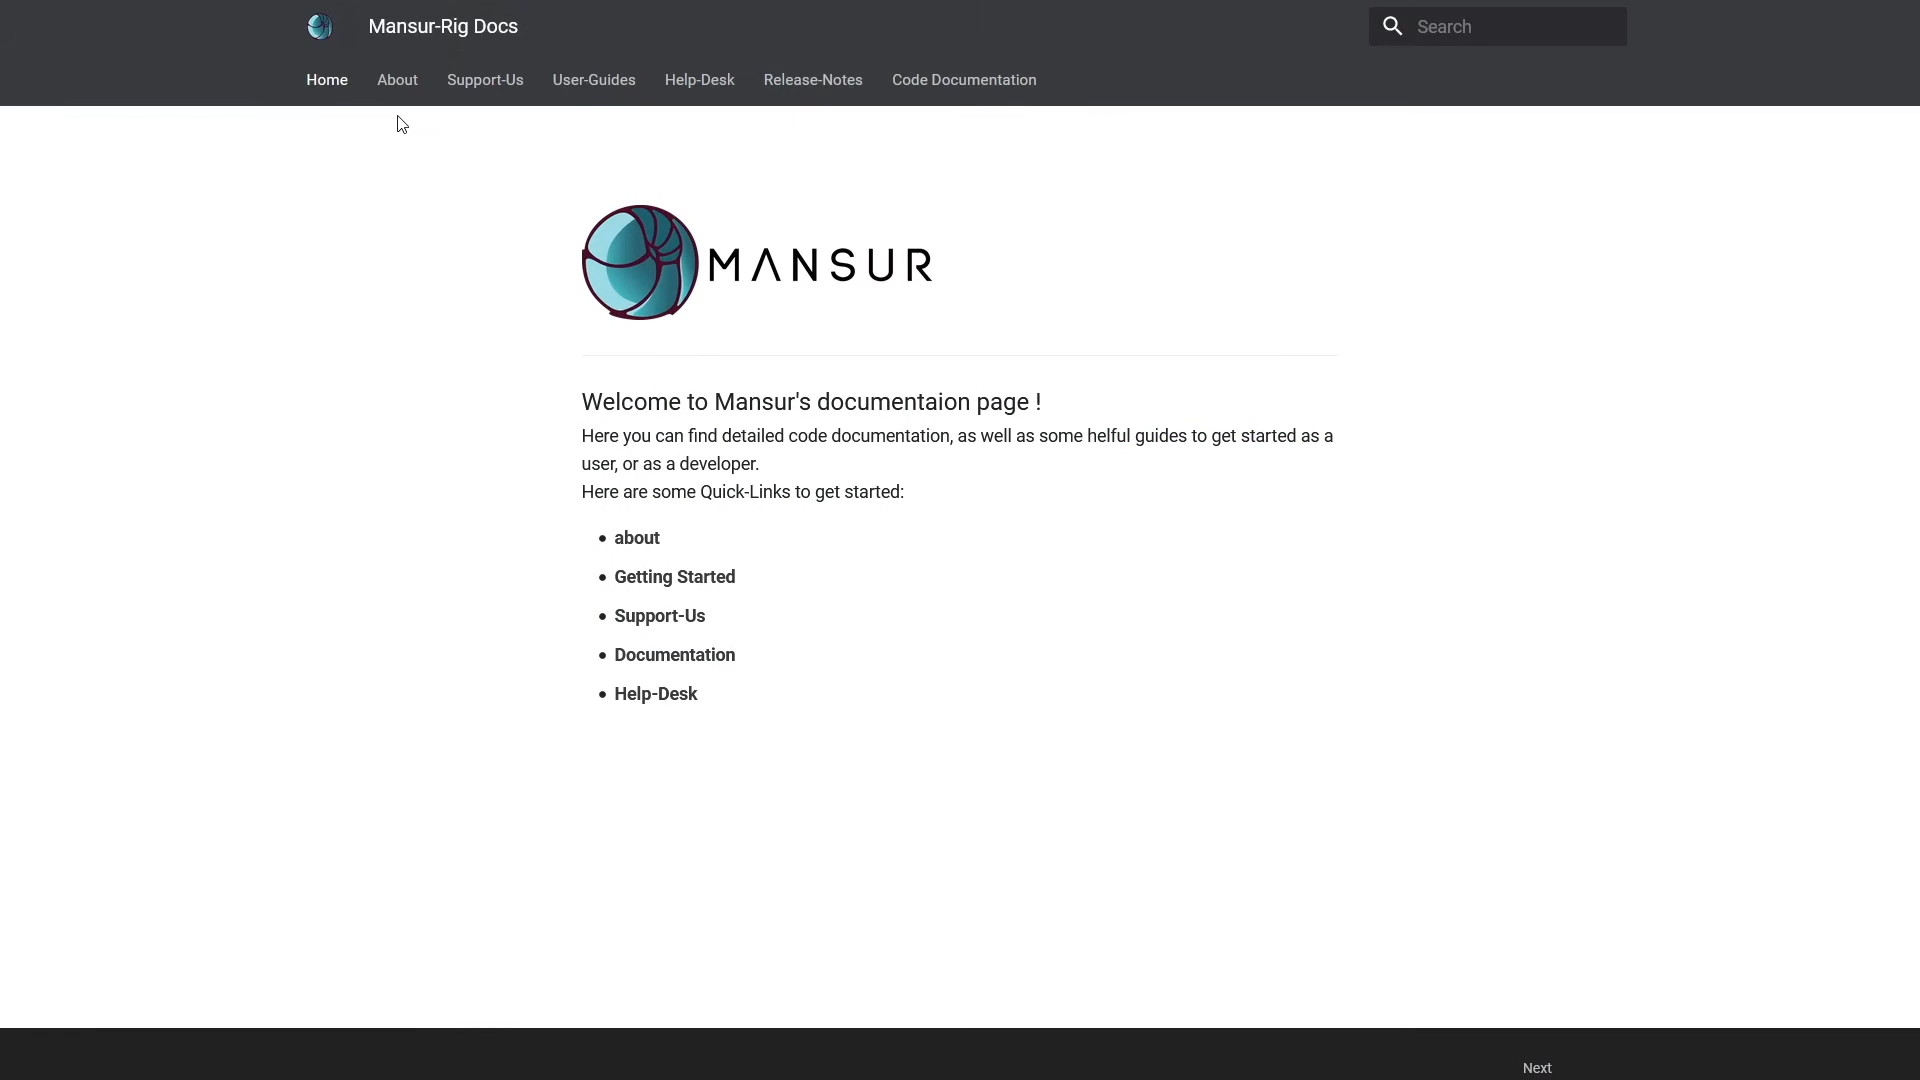 Mansur-Rig Docs
Search
Home About Support-Us User-Guides Help-Desk Release-Notes Code Documentation
MANSUR
Welcome to Mansur's documentaion page !
Here you can find detailed code documentation, as well as some helful guides to get started as a
user, or as a developer.
Here are some Quick-Links to get started:
about
Getting Started
Support-Us
Documentation
Help-Desk
Next